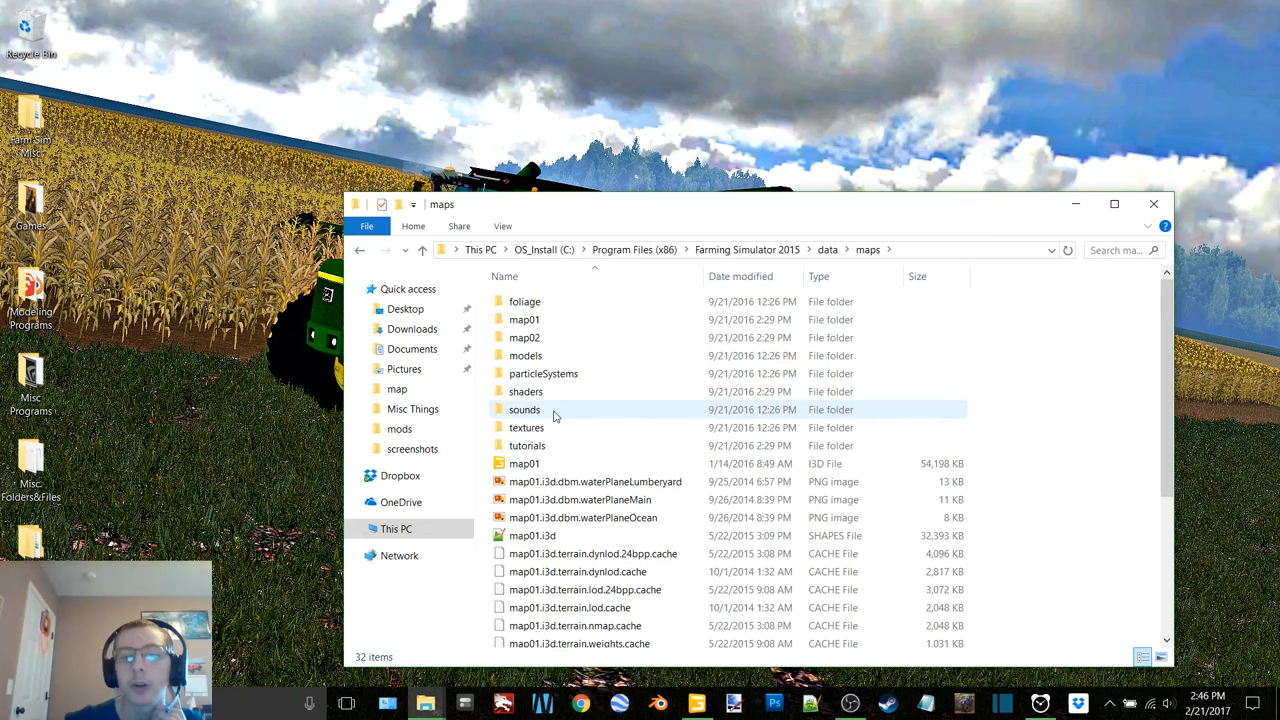 Recycle Bin
Farm Sim
Misc.
Games
Modeling
Programs
Misc
Programs
Misc.
Folders&Files
maps
File
Home
Share
View
This PC
OS_Install (C:)
Program Files (x86)
Farming Simulator 2015
data
maps
Search ma...
Name
Date modified
Type
Size
Quick access
Desktop
Downloads
Documents
Pictures
map
Misc Things
mods
screenshots
Dropbox
OneDrive
This PC
Network
foliage 9/21/2016 12:26 PM File folder
map01 9/21/2016 2:29 PM File folder
map02 9/21/2016 2:29 PM File folder
models 9/21/2016 12:26 PM File folder
particleSystems 9/21/2016 12:26 PM File folder
shaders 9/21/2016 2:29 PM File folder
sounds 9/21/2016 12:26 PM File folder
textures 9/21/2016 12:26 PM File folder
tutorials 9/21/2016 2:29 PM File folder
map01 1/14/2016 8:49 AM I3D File 54,198 KB
map01.i3d.dbm.waterPlaneLumberyard 9/25/2014 6:57 PM PNG image 13 KB
map01.i3d.dbm.waterPlaneMain 9/26/2014 8:39 PM PNG image 11 KB
map01.i3d.dbm.waterPlaneOcean 9/26/2014 8:39 PM PNG image 8 KB
map01.i3d 5/22/2015 3:09 PM SHAPES File 32,393 KB
map01.i3d.terrain.dynlod.24bpp.cache 5/22/2015 3:08 PM CACHE File 4,096 KB
map01.i3d.terrain.dynlod.cache 10/1/2014 1:32 AM CACHE File 2,817 KB
map01.i3d.terrain.lod.24bpp.cache 5/22/2015 9:08 AM CACHE File 3,072 KB
map01.i3d.terrain.lod.cache 10/1/2014 1:32 AM CACHE File 2,048 KB
map01.i3d.terrain.nmap.cache 5/22/2015 3:08 PM CACHE File 2,048 KB
map01.i3d.terrain.weights.cache 5/22/2015 9:08 AM CACHE File 1,031 KB
32 items
2:46 PM
2/21/2017